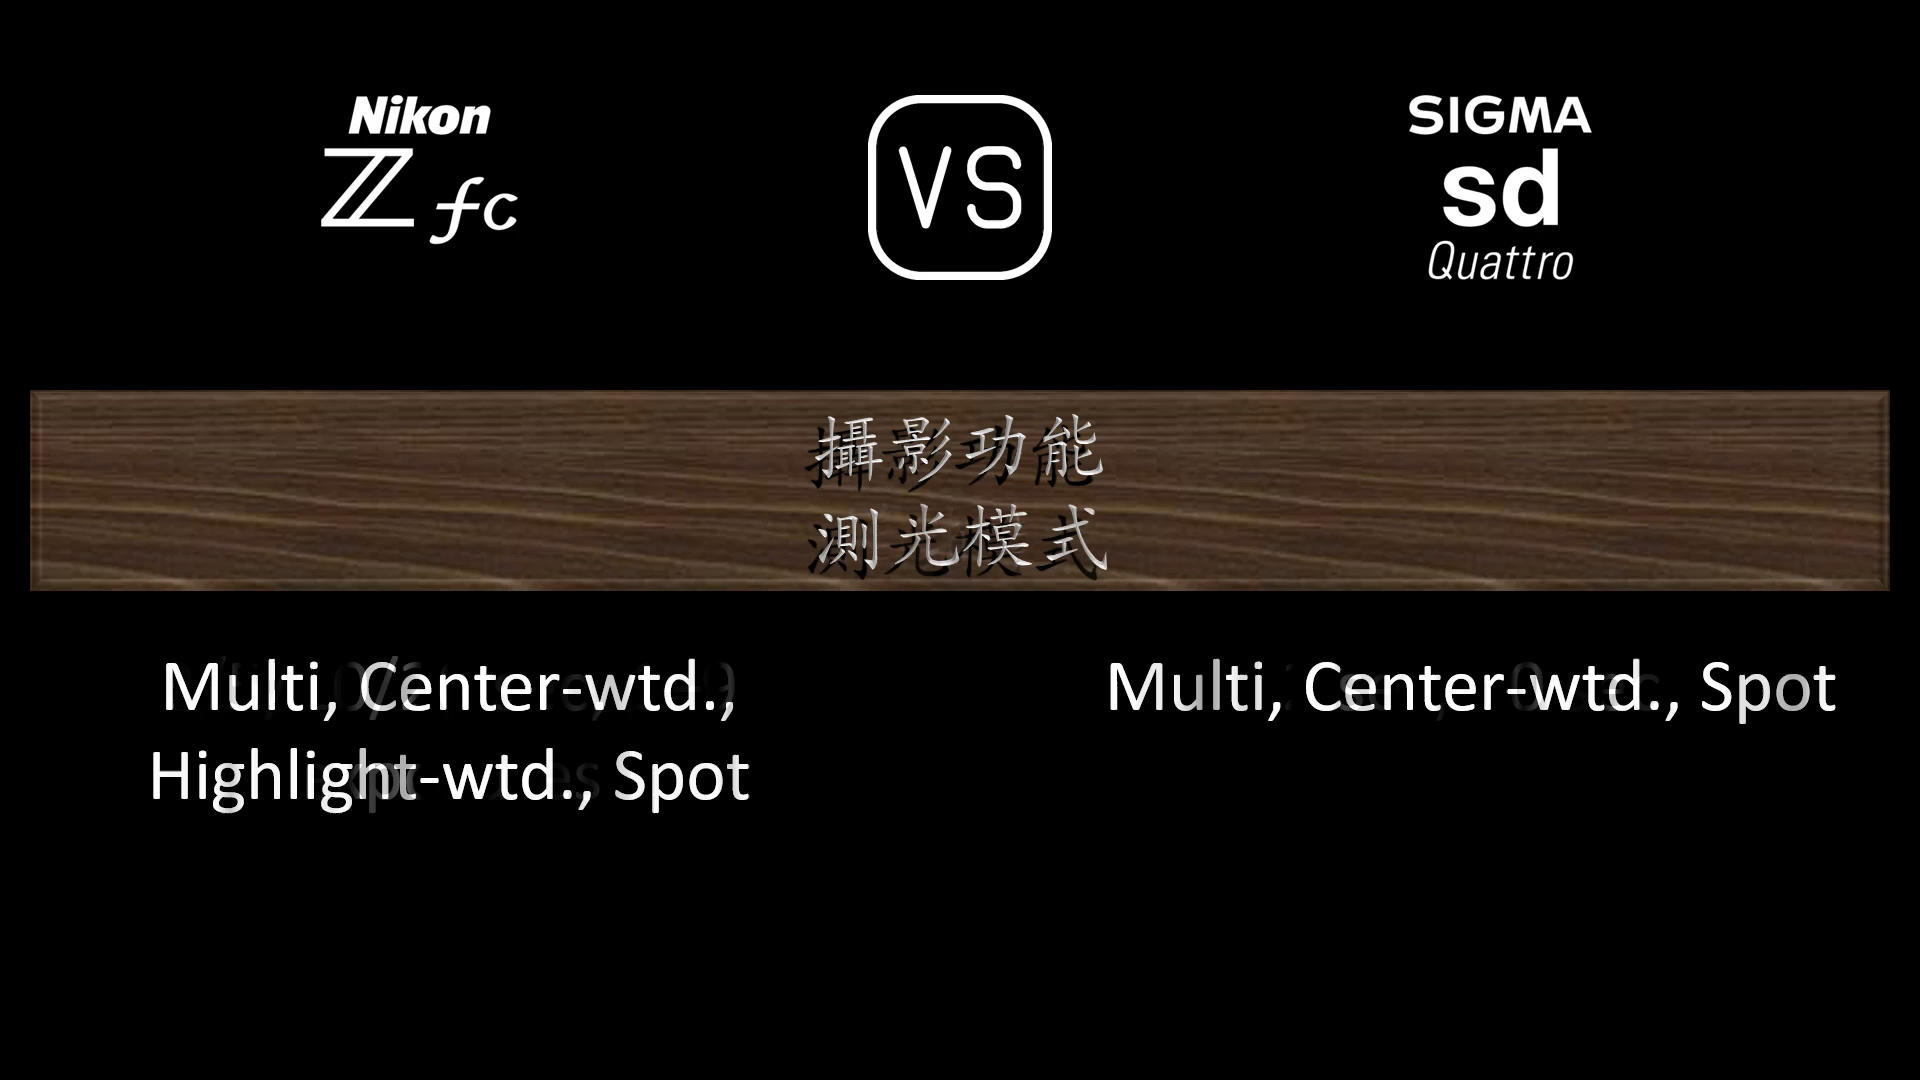 Nikon
Z fc
VS
SIGMA
sd
Quattro
攝影功能
測光模式
Multi, Center-wtd.,
Highlight-wtd., Spot
Multi, Center-wtd., Spot